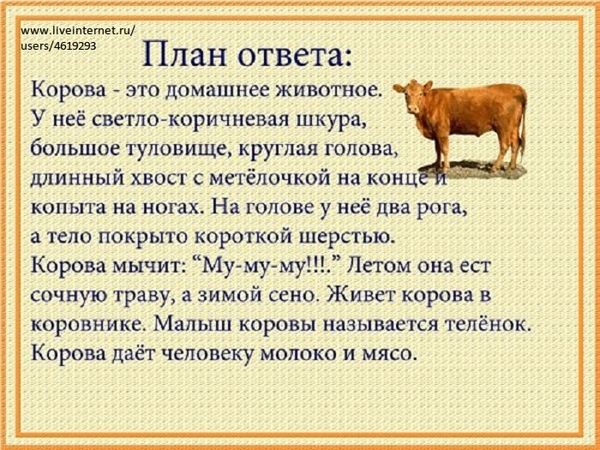 www.liveinternet.ru/
users/4619293
План ответа:
Корова - это домашнее животное.
У неё светло-коричневая шкура,
большое туловище, круглая голова,
длинный хвост с метёлочкой на конце и
копыта на ногах. На голове у неё два рога,
а тело покрыто короткой шерстью.
Корова мычит: “Му-му-му!!!.” Летом она ест
сочную траву, а зимой сено. Живет корова в
коровнике. Малыш коровы называется телёнок.
Корова даёт человеку молоко и мясо.